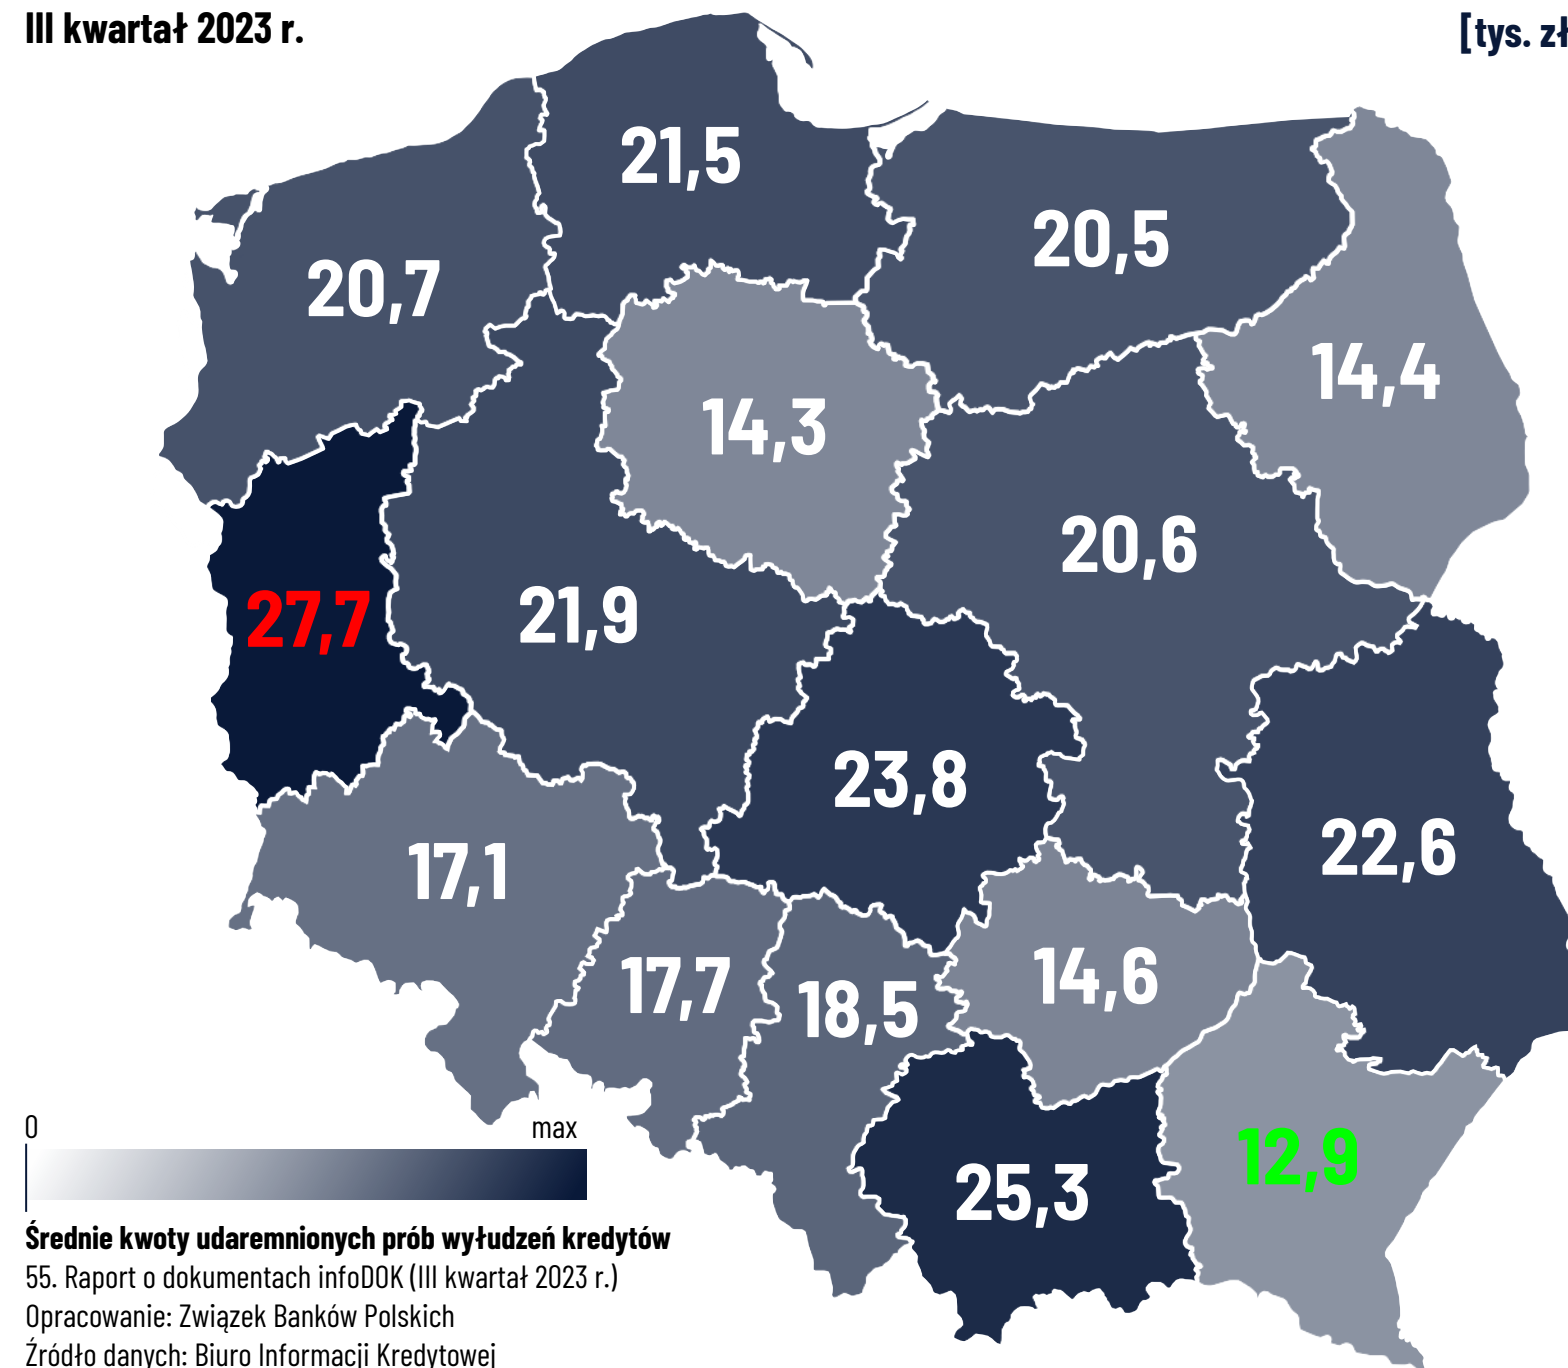 III kwartał 2023 r.
[tys. zł
21,5
20,5
20,7
14,4
14,3
20,6
27,7
21,9
23,8
22,6
17,1
14,6
17,7
18,5
12,9
25,3
0 max
Średnie kwoty udaremnionych prób wyłudzeń kredytów
55. Raport o dokumentach infoDOK (III kwartał 2023 r.)
Opracowanie: Związek Banków Polskich
Źródło danych: Biuro Informacji Kredytowej